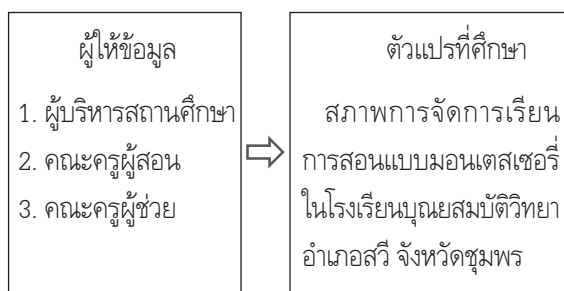 ผู้ให้ข้อมูล
1. ผู้บริหารสถานศึกษา
2. คณะครูผู้สอน
3. คณะครูผู้ช่วย
ตัวแปรที่ศึกษา
สภาพการจัดการเรียน
การสอนแบบมอนเตสเซอรี่
ในโรงเรียนบุณยสมบัติวิทยา
อำเภอสวี จังหวัดชุมพร